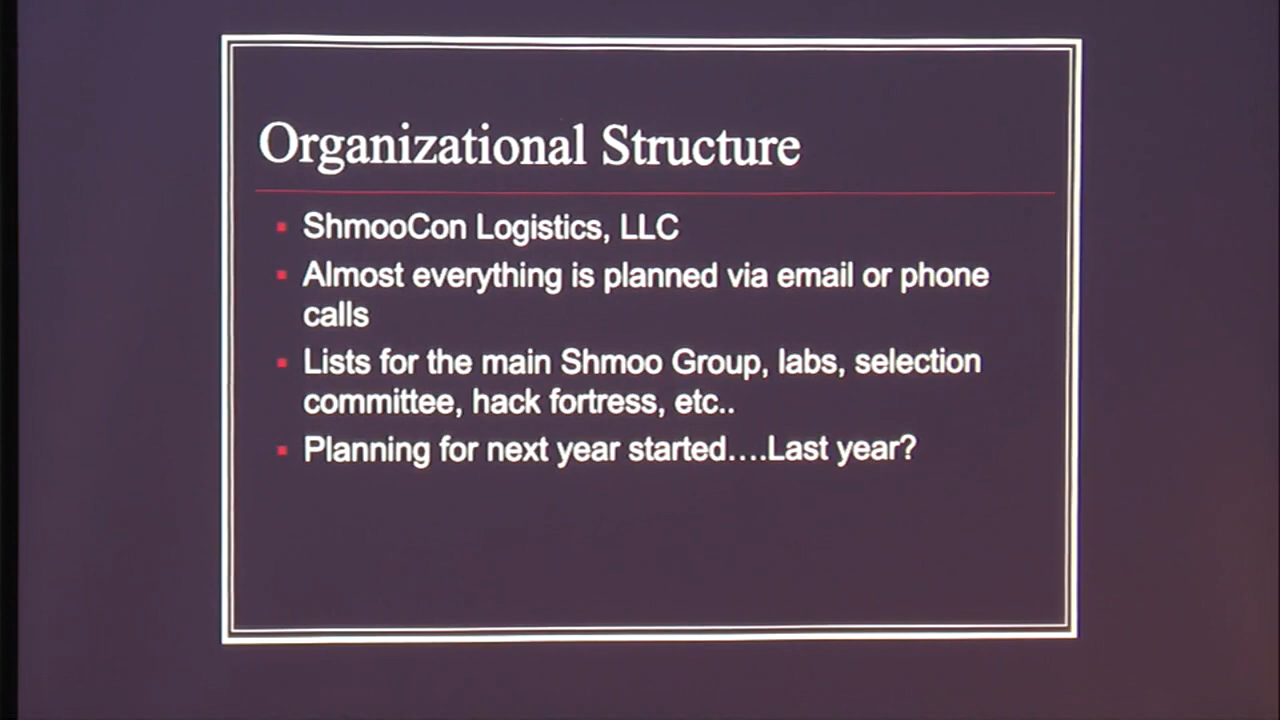 Organizational Structure
ShmooCon Logistics, LLC
Almost everything is planned via email or phone
calls
Lists for the main Shmoo Group, labs, selection
committee, hack fortress, etc..
Planning for next year started….Last year?